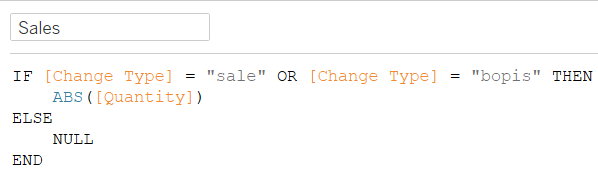 Sales
IF [Change Type] = "sale" OR [Change Type] = "bopis" THEN
    ABS([Quantity])
ELSE
    NULL
END